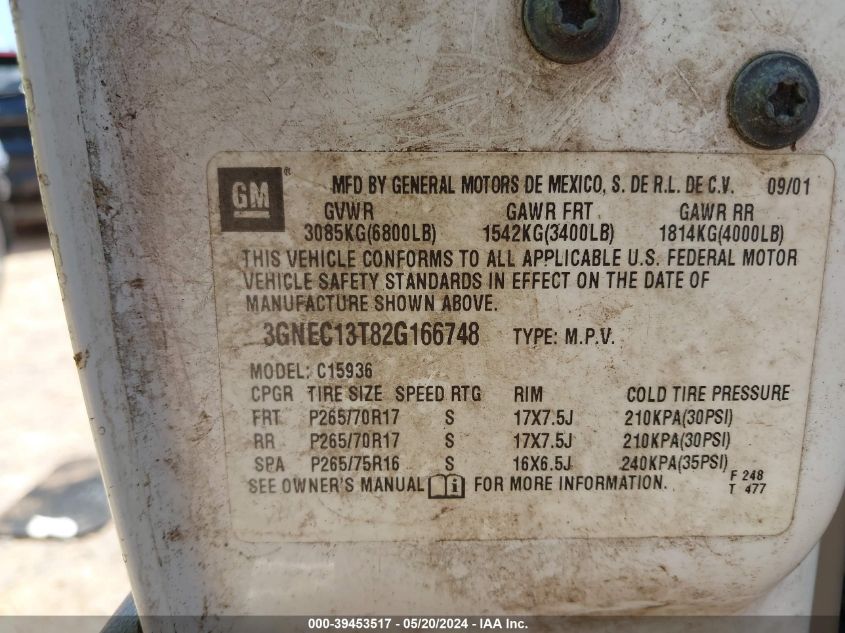 GM ® MFD BY GENERAL MOTORS DE MEXICO, S. DE R.L. DE C.V. 09/01
GVWR GAWR FRT GAWR RR
3085KG(6800LB) 1542KG(3400LB) 1814KG(4000LB)
THIS VEHICLE CONFORMS TO ALL APPLICABLE U.S. FEDERAL MOTOR
VEHICLE SAFETY STANDARDS IN EFFECT ON THE DATE OF
MANUFACTURE SHOWN ABOVE.
3GNEC13T82G166748 TYPE: M.P.V.
MODEL: C15936
CPGR TIRE SIZE SPEED RTG RIM COLD TIRE PRESSURE
FRT P265/70R17 S 17X7.5J 210KPA(30PSI)
RR P265/70R17 S 17X7.5J 210KPA(30PSI)
SPA P265/75R16 S 16X6.5J 240KPA(35PSI)
SEE OWNER'S MANUAL i FOR MORE INFORMATION. F 248
T 477
000-39453517 / 05/20/2024 - IAA Inc.